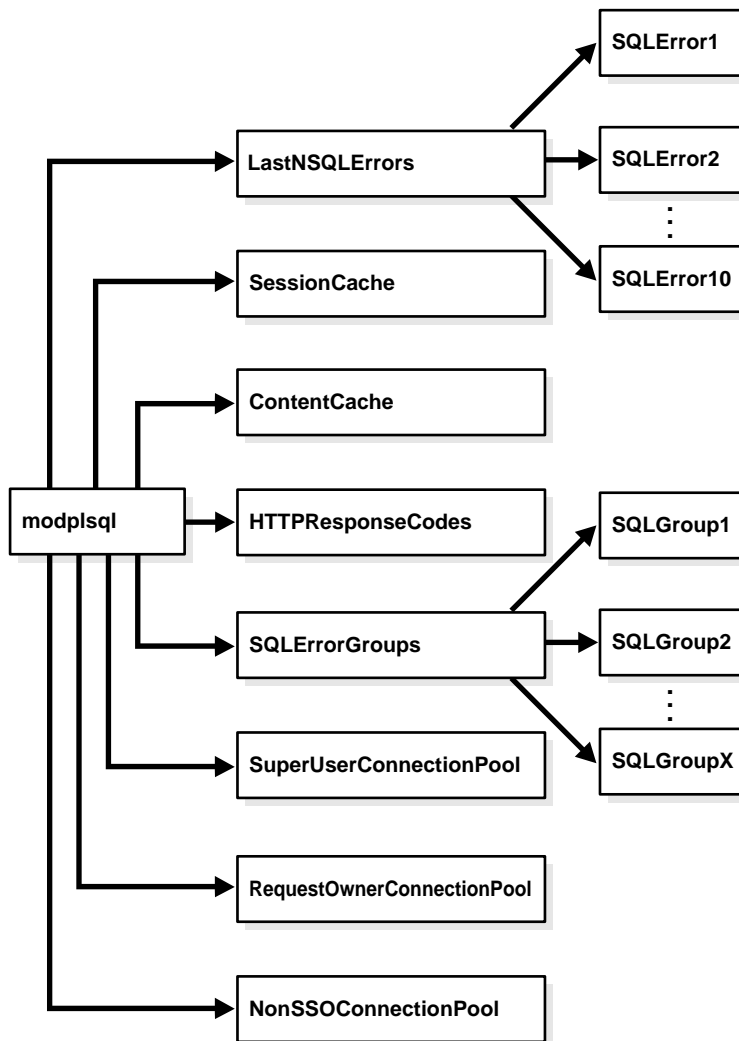 SQLError1
LastNSQLErrors
SQLError2
SessionCache
SQLError10
ContentCache
modplsql
HTTPResponseCodes
SQLGroup1
SQLErrorGroups
SQLGroup2
SuperUserConnectionPool
SQLGroupX
RequestOwnerConnectionPool
NonSSOConnectionPool